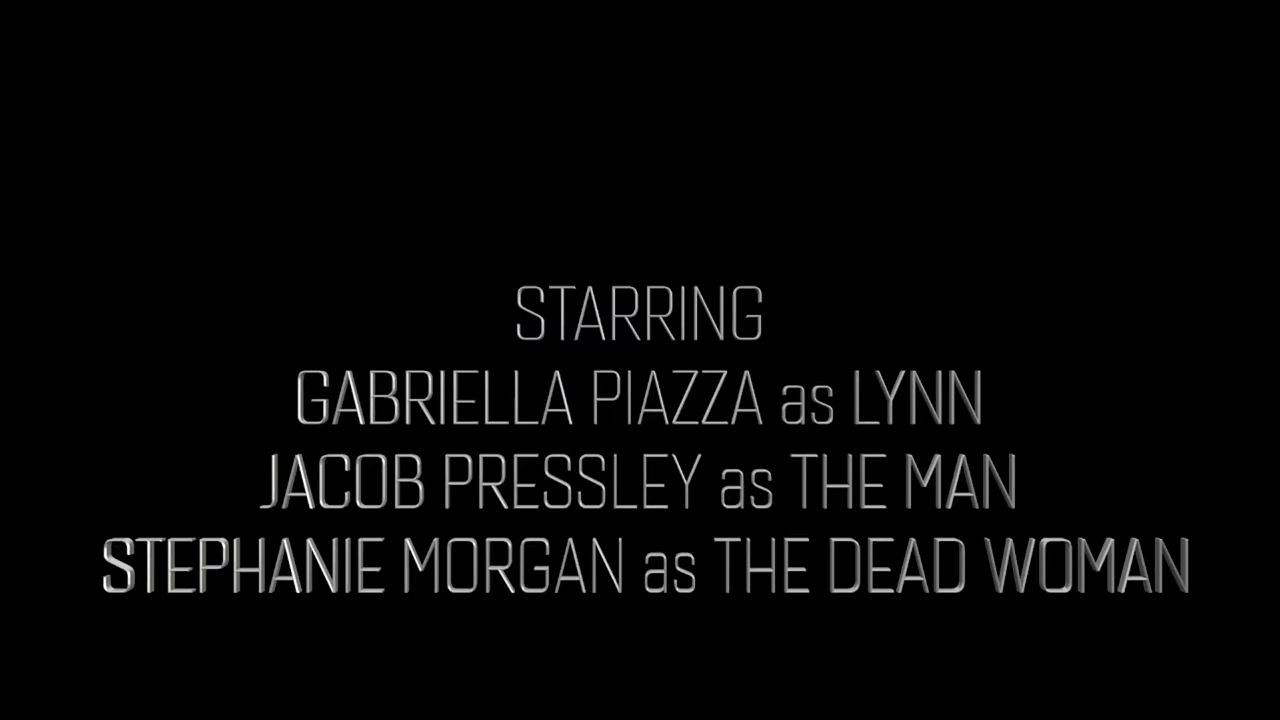 STARRING
GABRIELLA PIAZZA as LYNN
JACOB PRESSLEY as THE MAN
STEPHANIE MORGAN as THE DEAD WOMAN